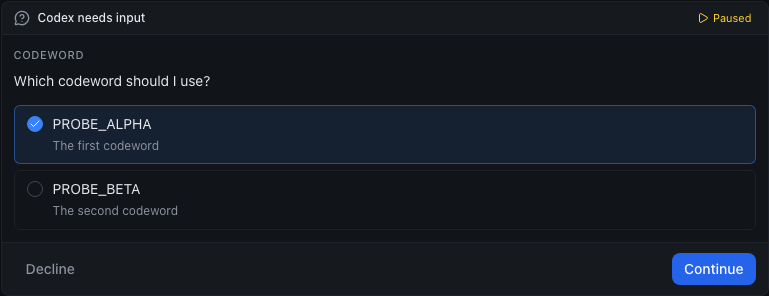 Codex needs input
Paused
CODEWORD
Which codeword should I use?
PROBE_ALPHA
The first codeword
PROBE_BETA
The second codeword
Decline
Continue